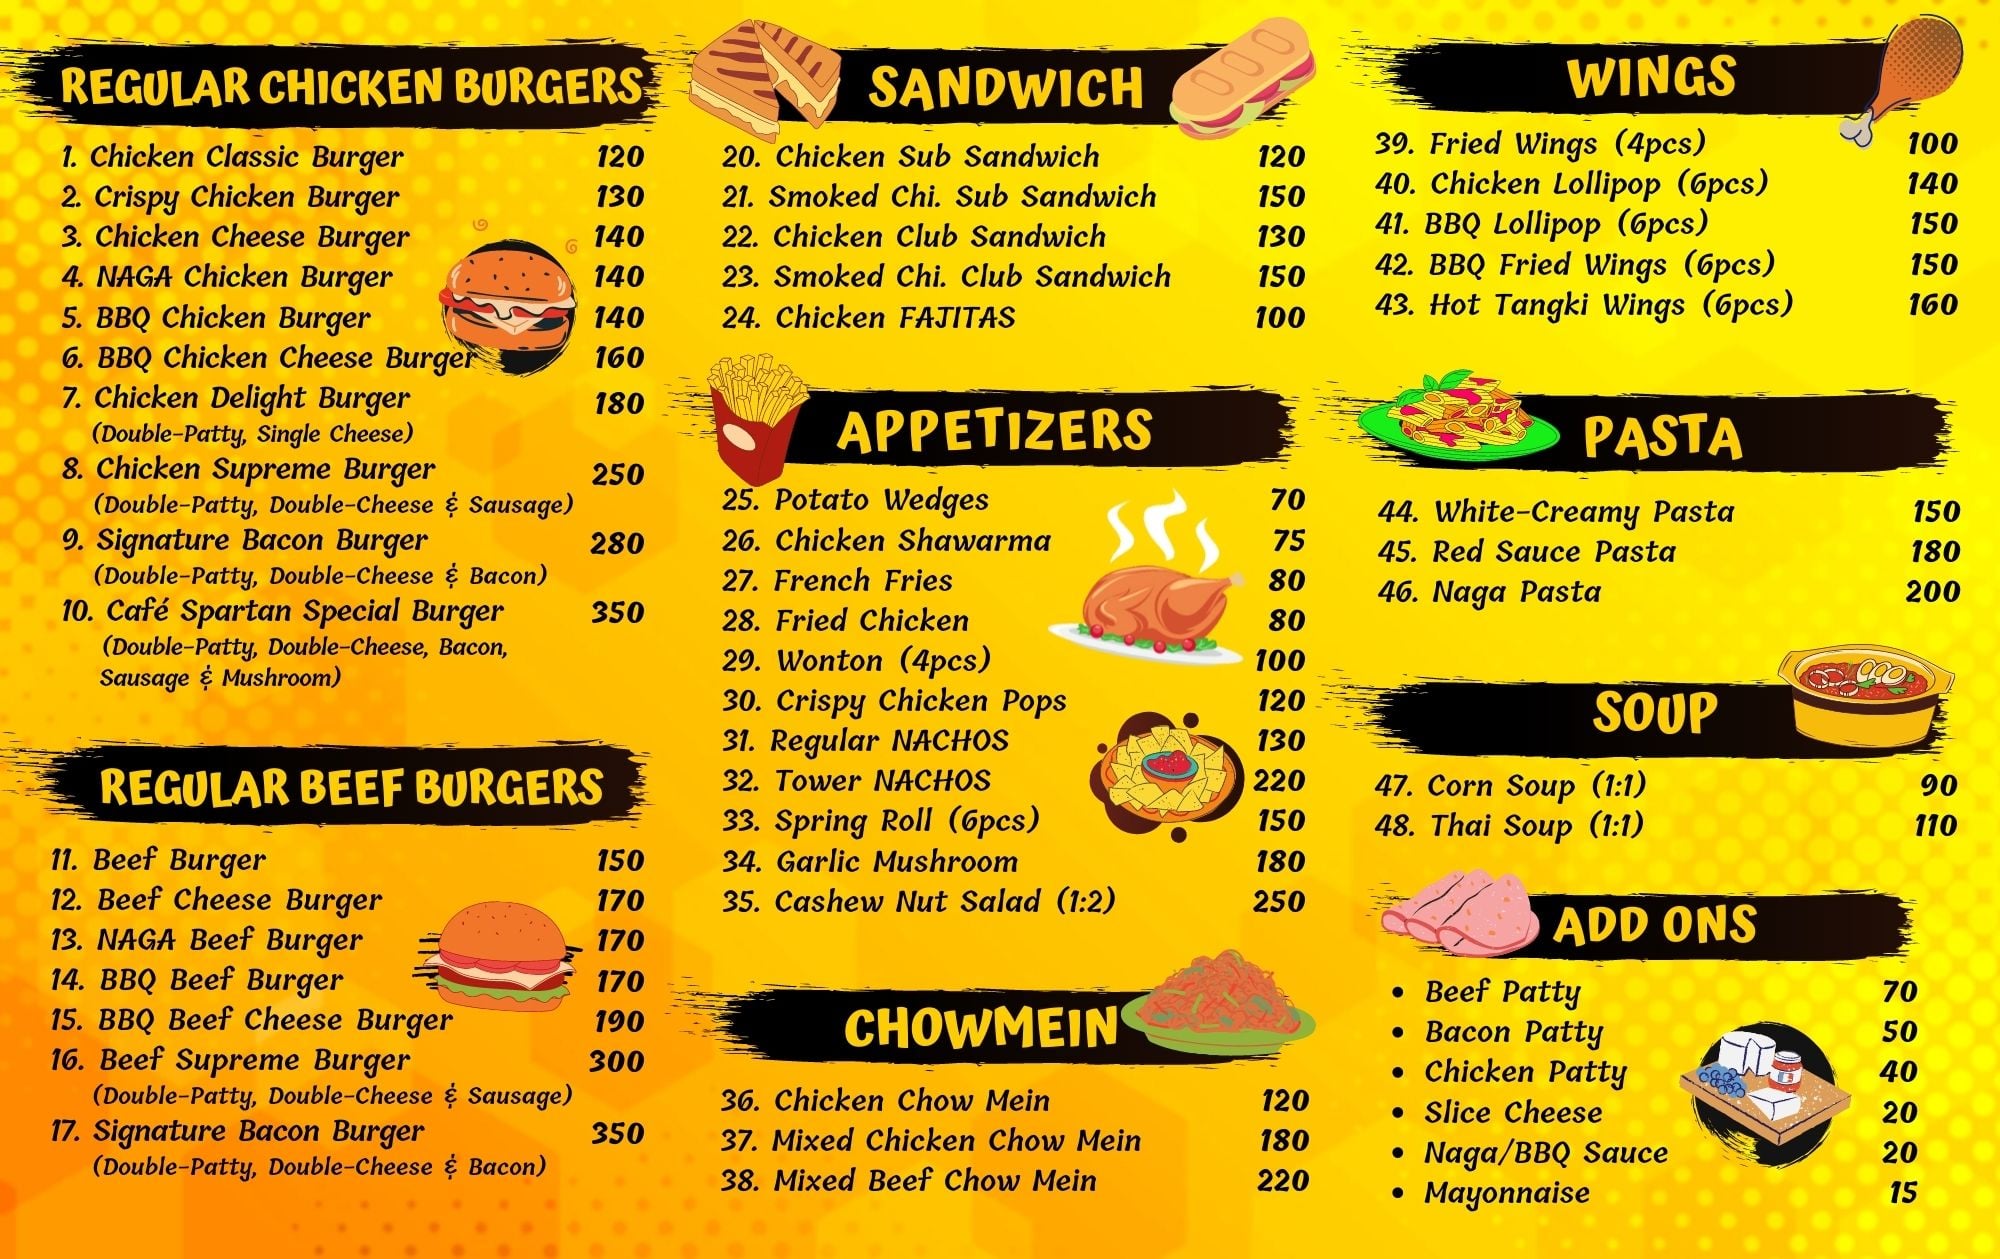 REGULAR CHICKEN BURGERS
1. Chicken Classic Burger 120
2. Crispy Chicken Burger 130
3. Chicken Cheese Burger 140
4. NAGA Chicken Burger 140
5. BBQ Chicken Burger 140
6. BBQ Chicken Cheese Burger 160
7. Chicken Delight Burger 180
(Double-Patty, Single Cheese)
8. Chicken Supreme Burger 250
(Double-Patty, Double-Cheese & Sausage)
9. Signature Bacon Burger 280
(Double-Patty, Double-Cheese & Bacon)
10. Café Spartan Special Burger 350
(Double-Patty, Double-Cheese, Bacon,
Sausage & Mushroom)
REGULAR BEEF BURGERS
11. Beef Burger 150
12. Beef Cheese Burger 170
13. NAGA Beef Burger 170
14. BBQ Beef Burger 170
15. BBQ Beef Cheese Burger 190
16. Beef Supreme Burger 300
(Double-Patty, Double-Cheese & Sausage)
17. Signature Bacon Burger 350
(Double-Patty, Double-Cheese & Bacon)
SANDWICH
20. Chicken Sub Sandwich 120
21. Smoked Chi. Sub Sandwich 150
22. Chicken Club Sandwich 130
23. Smoked Chi. Club Sandwich 150
24. Chicken FAJITAS 100
APPETIZERS
25. Potato Wedges 70
26. Chicken Shawarma 75
27. French Fries 80
28. Fried Chicken 80
29. Wonton (4pcs) 100
30. Crispy Chicken Pops 120
31. Regular NACHOS 130
32. Tower NACHOS 220
33. Spring Roll (6pcs) 150
34. Garlic Mushroom 180
35. Cashew Nut Salad (1:2) 250
CHOWMEIN
36. Chicken Chow Mein 120
37. Mixed Chicken Chow Mein 180
38. Mixed Beef Chow Mein 220
WINGS
39. Fried Wings (4pcs) 100
40. Chicken Lollipop (6pcs) 140
41. BBQ Lollipop (6pcs) 150
42. BBQ Fried Wings (6pcs) 150
43. Hot Tangki Wings (6pcs) 160
PASTA
44. White-Creamy Pasta 150
45. Red Sauce Pasta 180
46. Naga Pasta 200
SOUP
47. Corn Soup (1:1) 90
48. Thai Soup (1:1) 110
ADD ONS
• Beef Patty 70
• Bacon Patty 50
• Chicken Patty 40
• Slice Cheese 20
• Naga/BBQ Sauce 20
• Mayonnaise 15